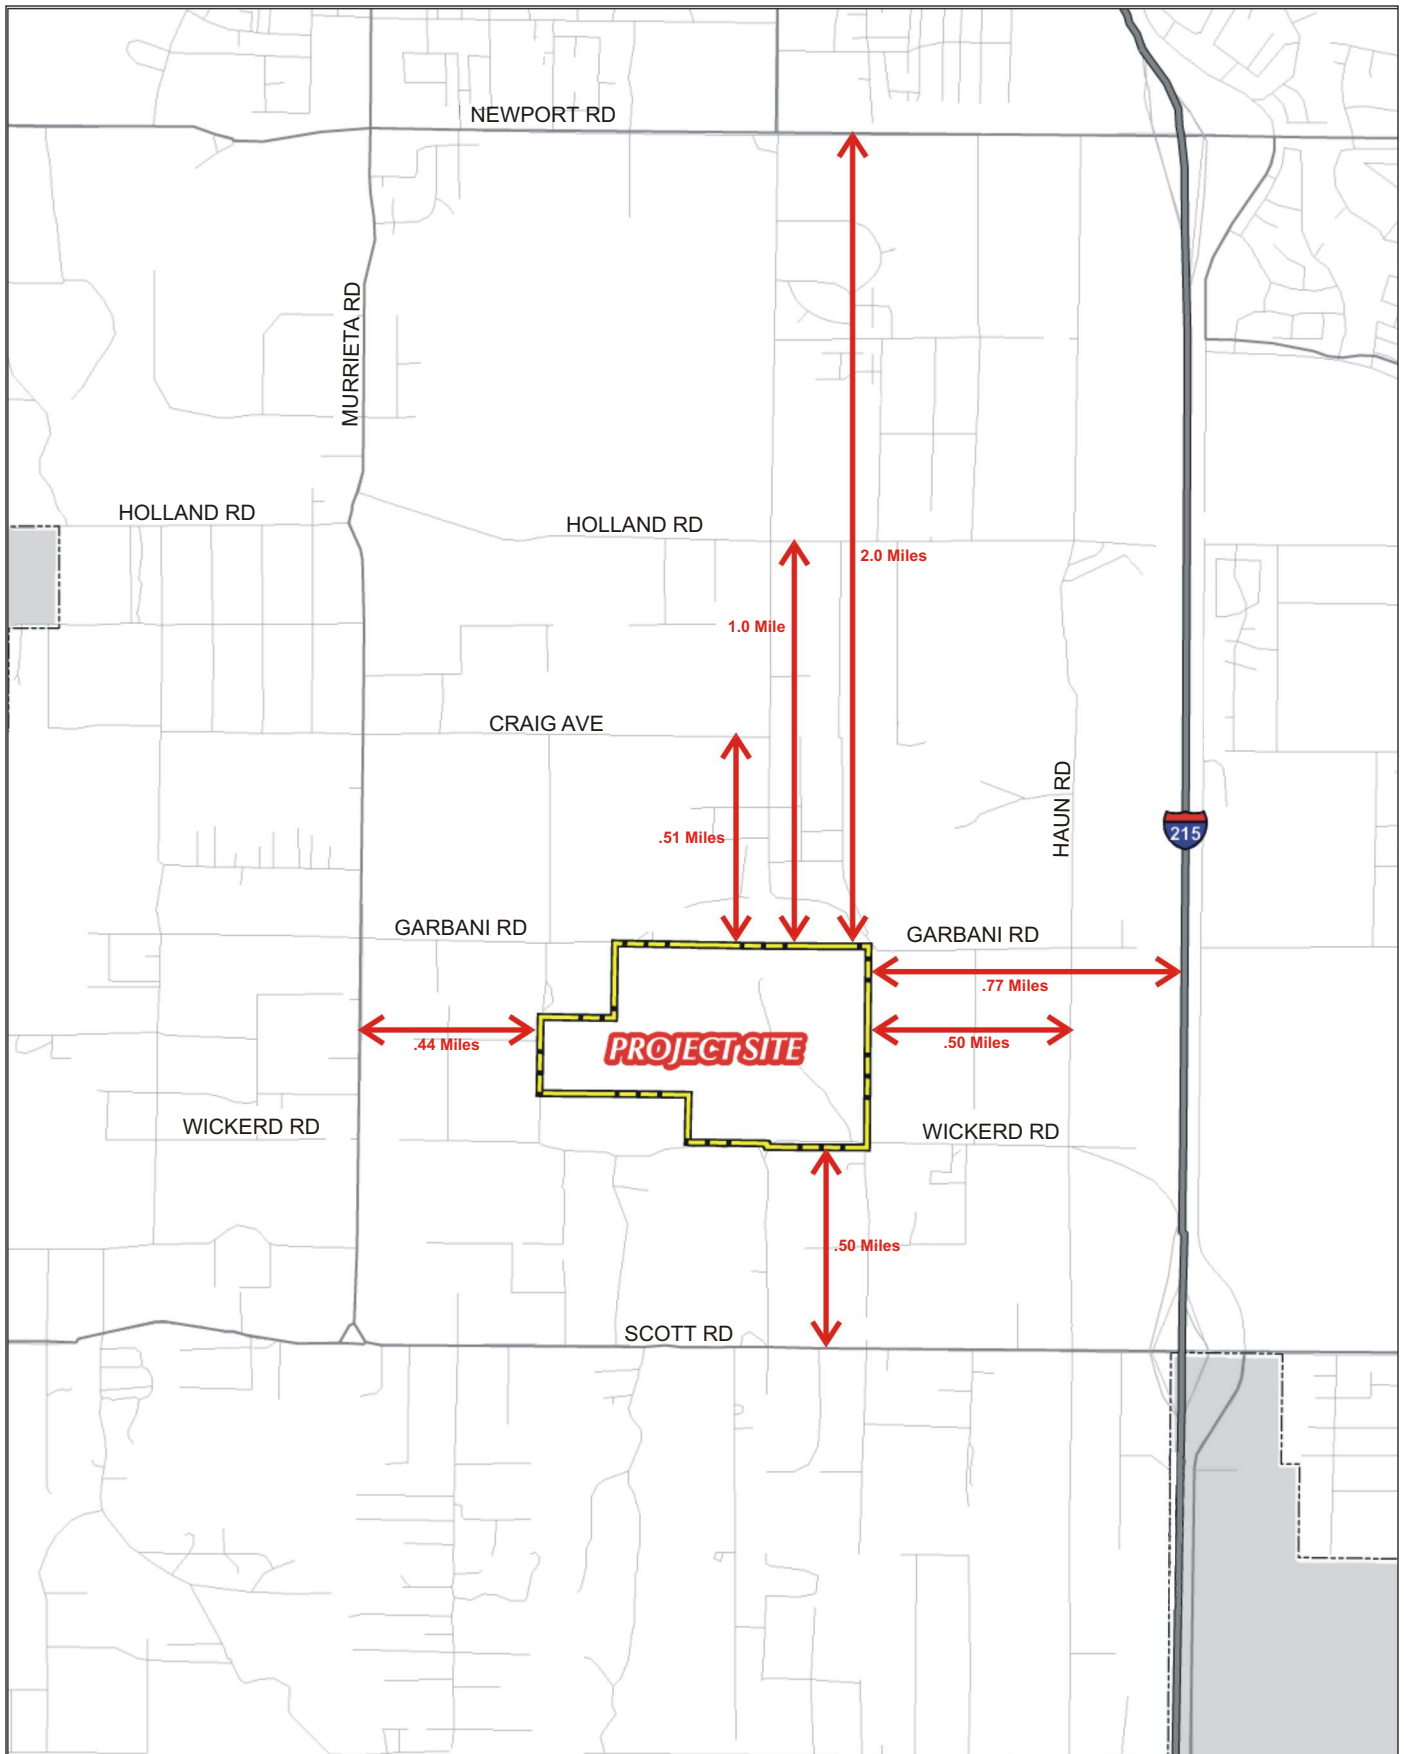 NEWPORT RD
MURRIETA RD
HOLLAND RD
HOLLAND RD
2.0 Miles
1.0 Mile
CRAIG AVE
HAUN RD
.51 Miles
215
GARBANI RD
GARBANI RD
.77 Miles
.44 Miles
PROJECT SITE
.50 Miles
WICKERD RD
WICKERD RD
.50 Miles
SCOTT RD